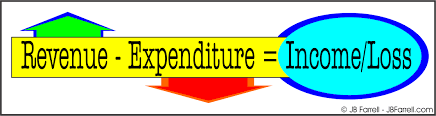 Revenue - Expenditure = Income/Loss
© JB Farrell - JBFarrell.com